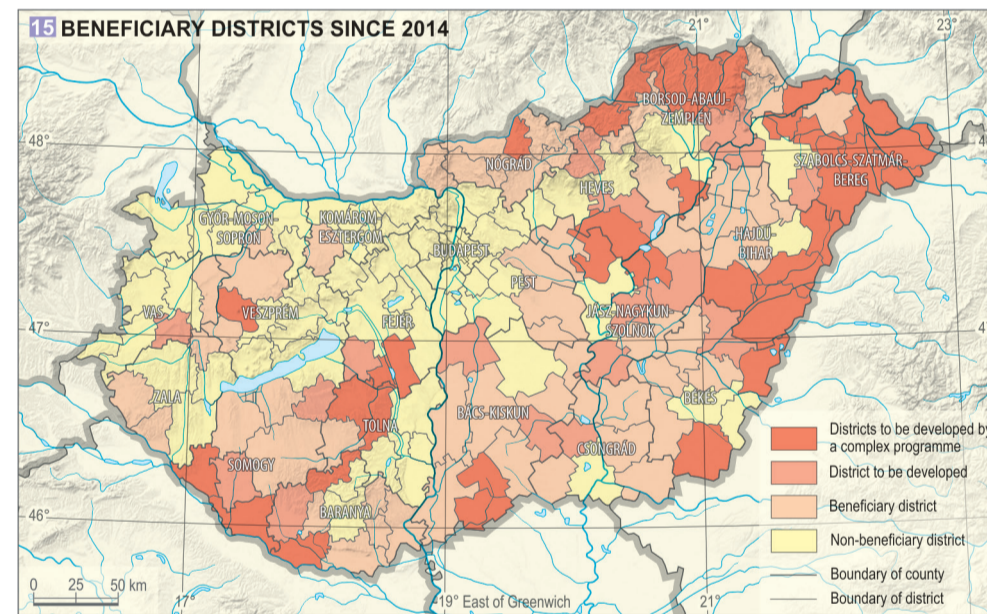 15 BENEFICIARY DISTRICTS SINCE 2014
21°
23°
48°
4
BORSOD-ABAÚJ-
ZEMPLÉN
NÓGRÁD
SZABOLCS-SZATMÁR-
BEREG
HEVES
GYŐR-MOSON-
SOPRON
KOMÁROM-
ESZTERGOM
HAJDÚ-
BIHAR
BUDAPEST
PEST
VAS
VESZPRÉM
FEJÉR
JÁSZ-NAGYKUN-
SZOLNOK
47°
4
ZALA
BÉKÉS
BÁCS-KISKUN
TOLNA
CSONGRÁD
SOMOGY
BARANYA
46°
Districts to be developed by
a complex programme
District to be developed
Beneficiary district
Non-beneficiary district
Boundary of county
Boundary of district
0 25 50 km
17°
19° East of Greenwich
21°